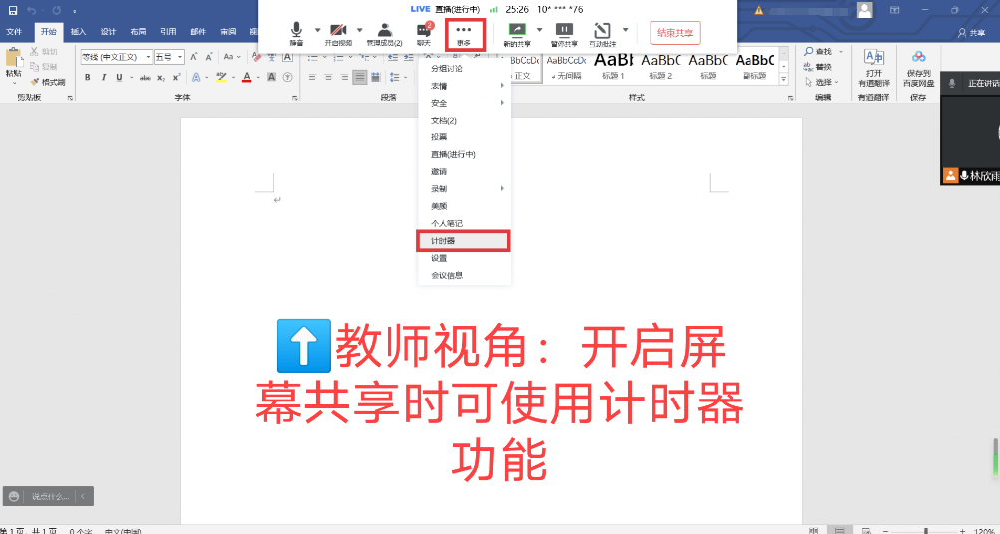 LIVE 直播(进行中) 25:26 10* *** *76
静音 开启视频 管理成员(2) 聊天 2 更多 新的共享 暂停共享 互动批注 结束共享
文件 开始 插入 设计 布局 引用 邮件 审阅 共享
粘贴 剪切 复制 格式刷
剪贴板
等线 (中文正文) 五号 A A Aa
B I U abc X₂ X²
字体
段落
AaBbCcDc AaBl AaBbC AaBbC AaBbC
正文 无间隔 标题 1 标题 2 标题 副标题
样式
查找 替换 选择
编辑
打开
有道翻译
有道翻译
保存到
百度网盘
保存
正在讲话
林欣雨
分组讨论
表情
安全
文档(2)
投票
直播(进行中)
邀请
录制
美颜
个人笔记
计时器
设置
会议信息
教师视角：开启屏
幕共享时可使用计时器
功能
说点什么...
第 1 页, 共 1 页 0 个字 中文(中国) 120%